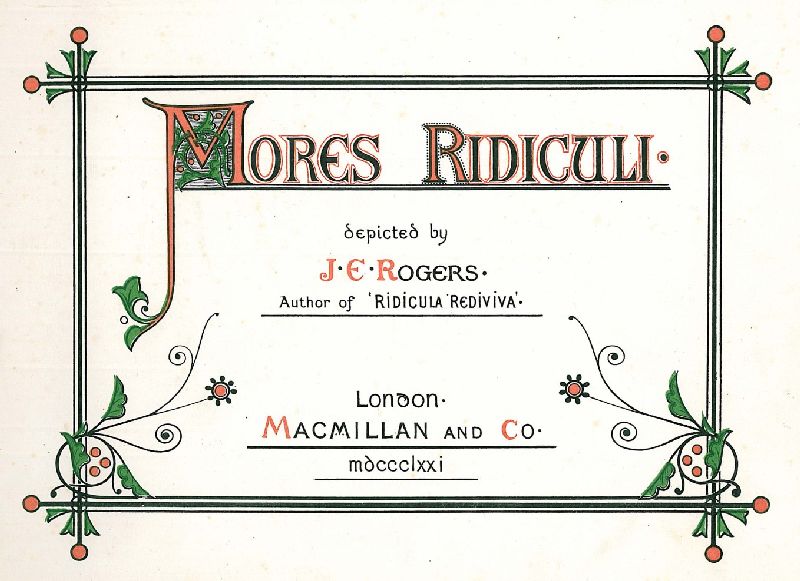 MORES RIDICULI·
depicted by
J·E·ROGERS·
Author of 'RIDICULA REDIVIVA'·
London·
MACMILLAN AND CO·
mdccclxxi